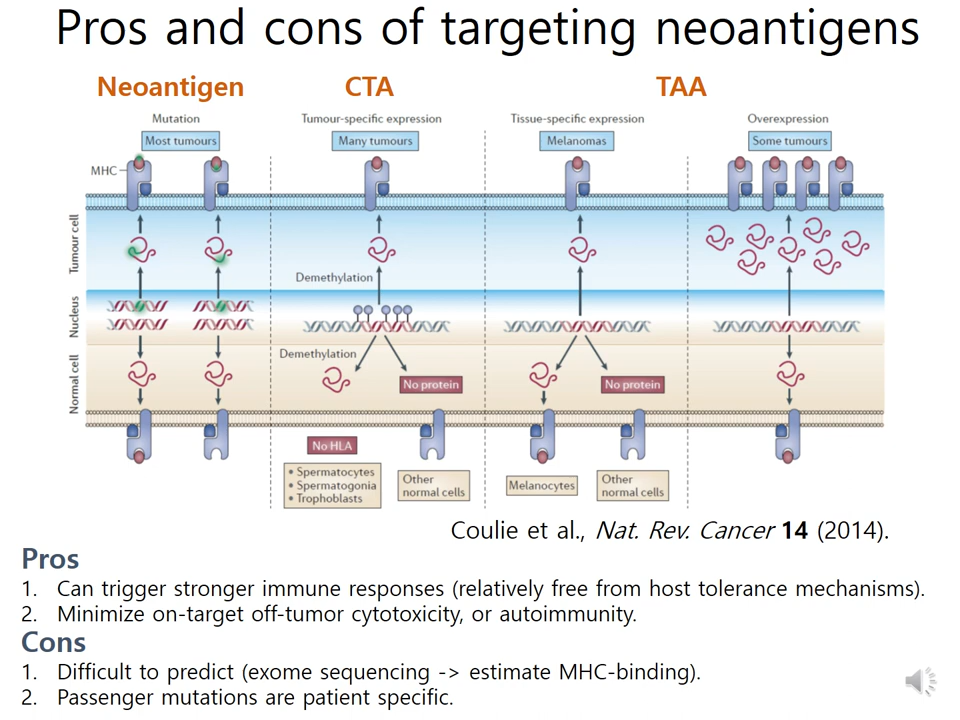 Pros and cons of targeting neoantigens
Neoantigen CTA TAA
Mutation Tumour-specific expression Tissue-specific expression Overexpression
Most tumours Many tumours Melanomas Some tumours
MHC
Tumour cell
Demethylation
Nucleus
Demethylation
Normal cell
No protein No protein
No HLA
• Spermatocytes
• Spermatogonia
• Trophoblasts
Other
normal cells
Melanocytes
Other
normal cells
Coulie et al., Nat. Rev. Cancer 14 (2014).
Pros
1. Can trigger stronger immune responses (relatively free from host tolerance mechanisms).
2. Minimize on-target off-tumor cytotoxicity, or autoimmunity.
Cons
1. Difficult to predict (exome sequencing -> estimate MHC-binding).
2. Passenger mutations are patient specific.